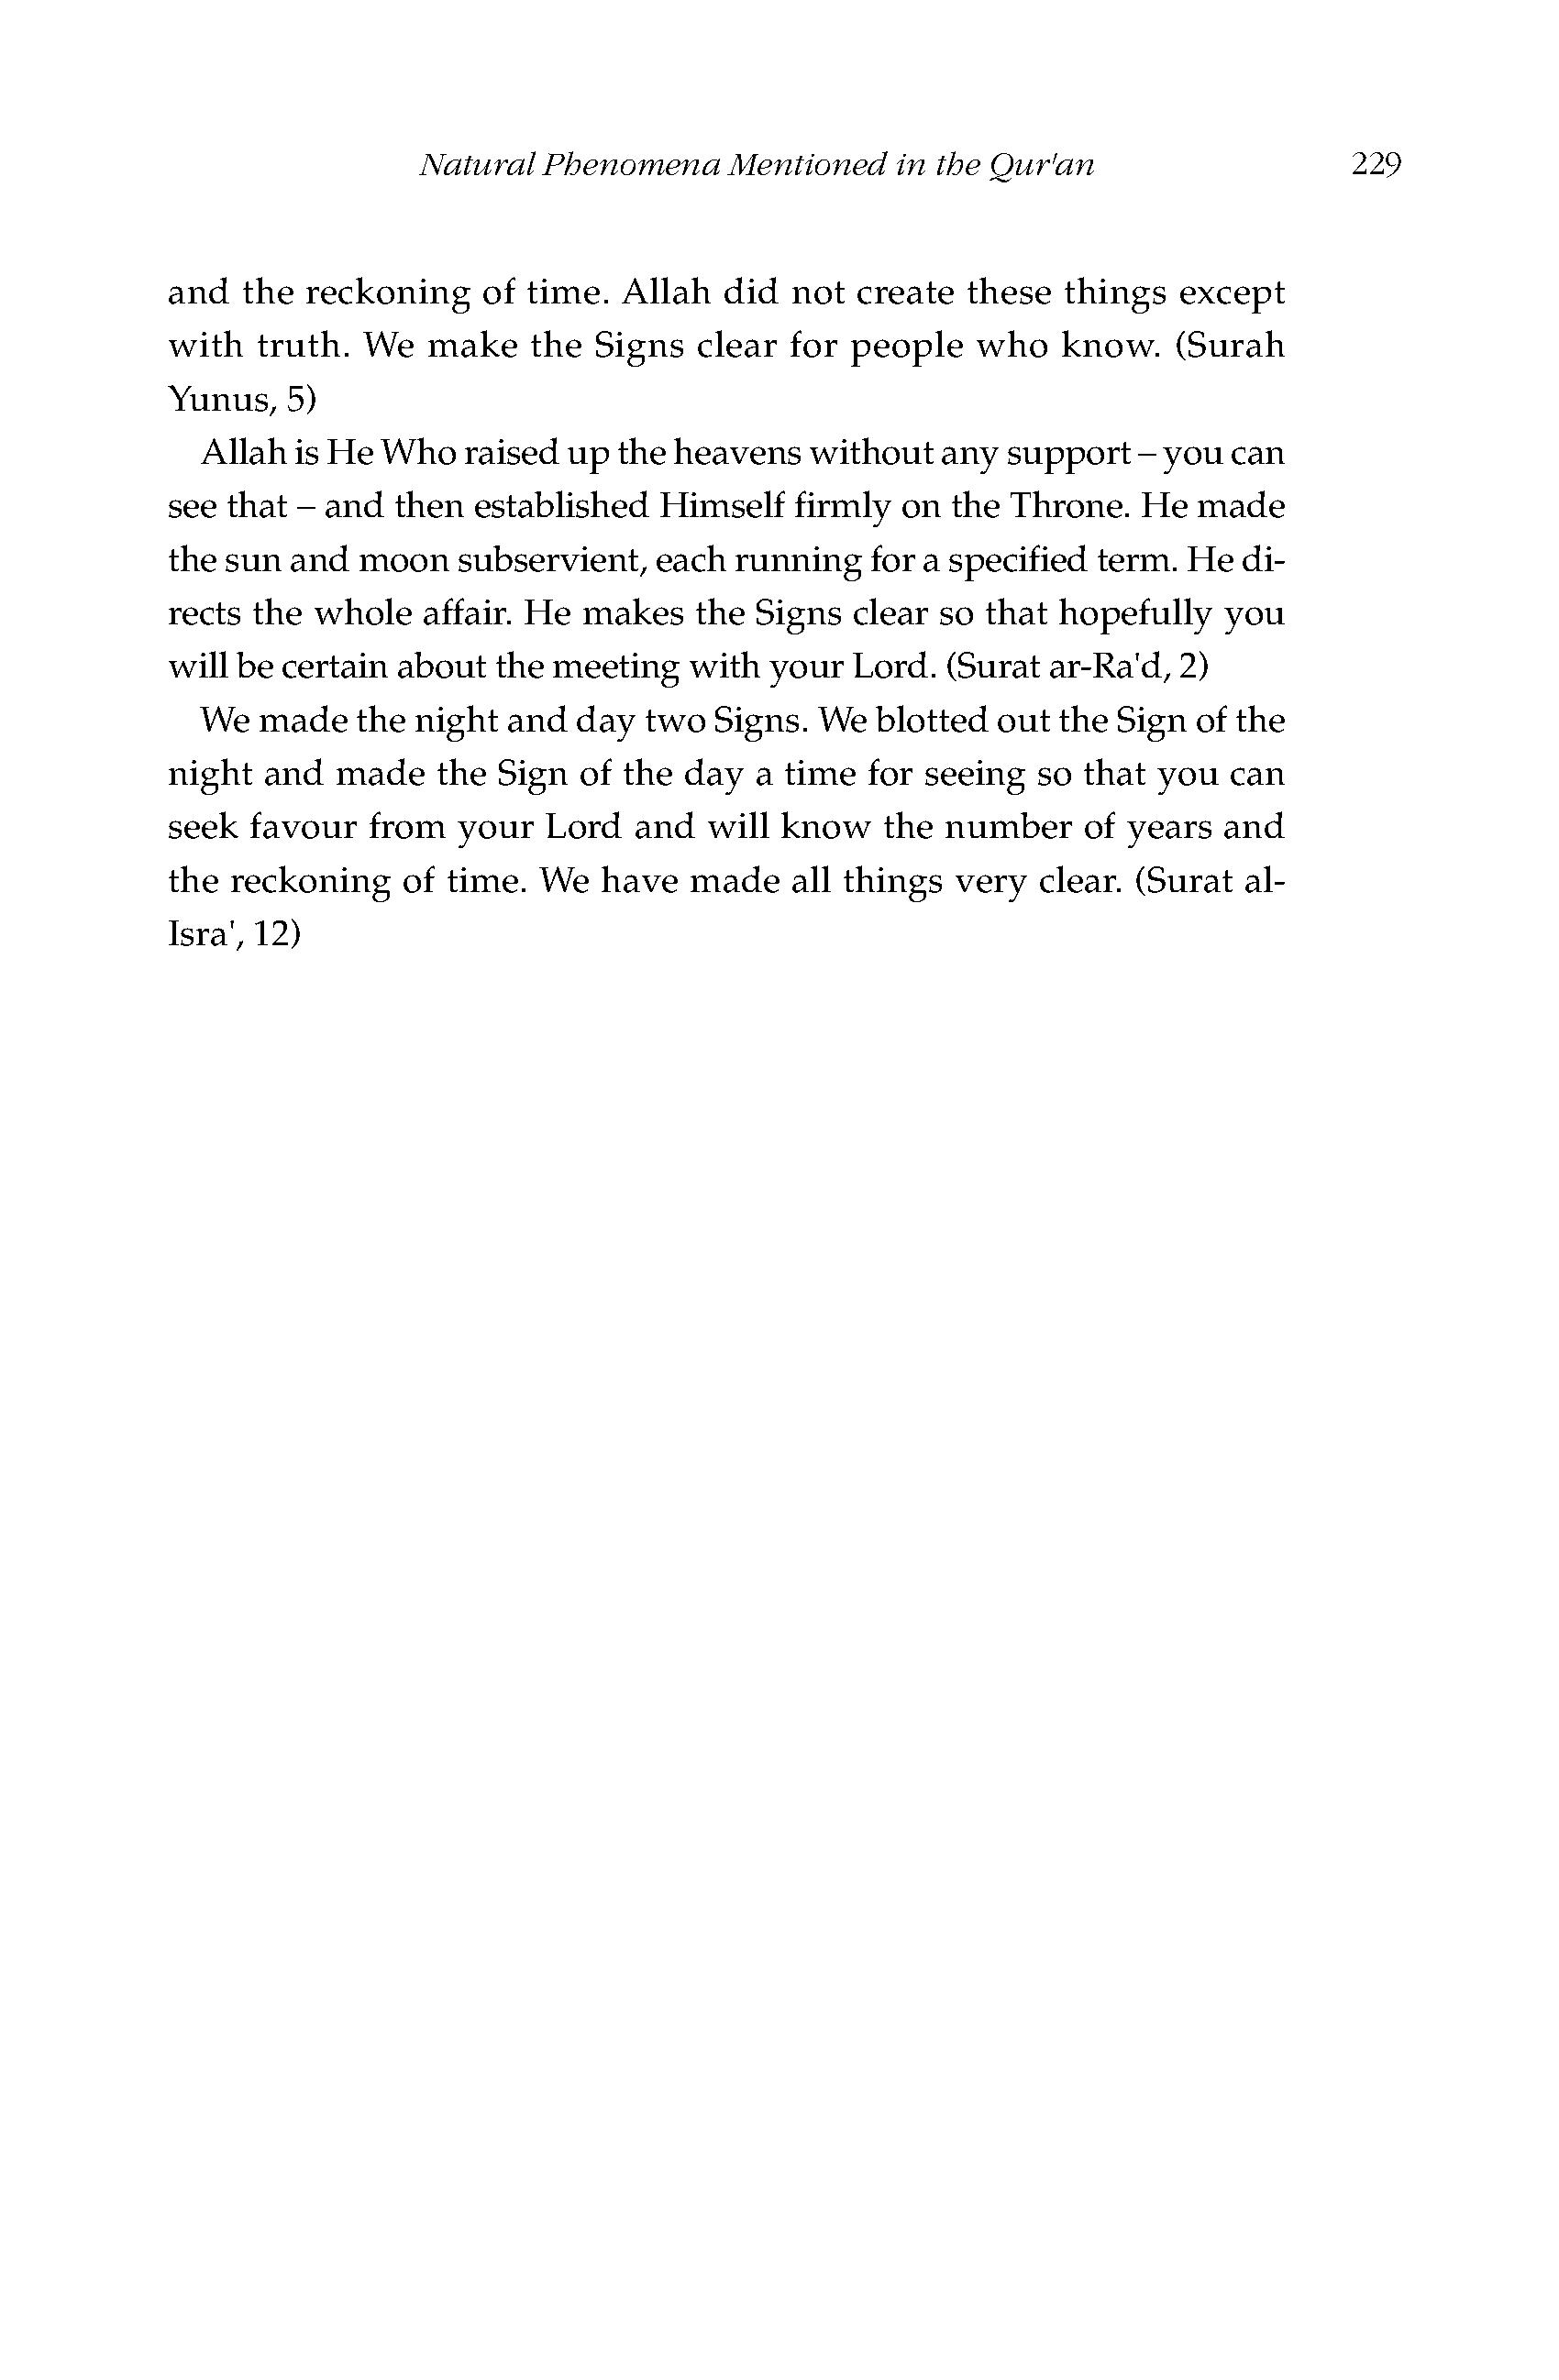 Natural Phenomena Mentioned in the Qur'an 229
and the reckoning of time. Allah did not create these things except
with truth. We make the Signs clear for people who know. (Surah
Yunus, 5)
Allah is He Who raised up the heavens without any support – you can
see that – and then established Himself firmly on the Throne. He made
the sun and moon subservient, each running for a specified term. He di-
rects the whole affair. He makes the Signs clear so that hopefully you
will be certain about the meeting with your Lord. (Surat ar-Ra'd, 2)
We made the night and day two Signs. We blotted out the Sign of the
night and made the Sign of the day a time for seeing so that you can
seek favour from your Lord and will know the number of years and
the reckoning of time. We have made all things very clear. (Surat al-
Isra', 12)